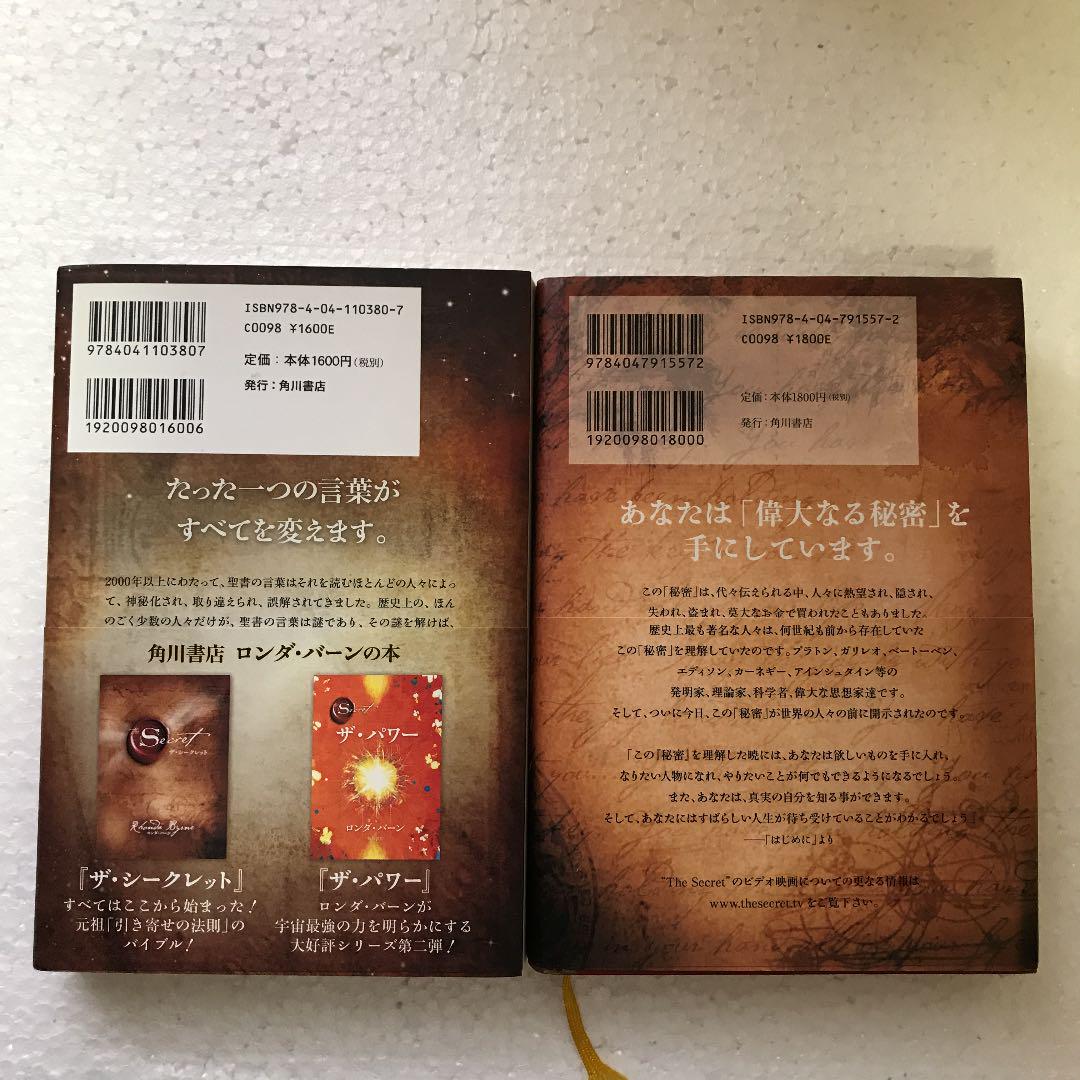 ISBN978-4-04-110380-7
C0098 ¥1600E
9784041103807
定価：本体1600円（税別）
発行：角川書店
1920098016006
たった一つの言葉が
すべてを変えます。
2000年以上にわたって、聖書の言葉はそれを読むほとんどの人々によっ
て、神秘化され、取り違えられ、誤解されてきました。歴史上の、ほん
のごく少数の人々だけが、聖書の言葉は謎であり、その謎を解けば、
角川書店 ロンダ・バーンの本
Secret
ザ・シークレット
Rhonda Byrne
ロンダ・バーン
『ザ・シークレット』
すべてはここから始まった！
元祖「引き寄せの法則」の
バイブル！
Secret
ザ・パワー
ロンダ・バーン
『ザ・パワー』
ロンダ・バーンが
宇宙最強の力を明らかにする
大好評シリーズ第二弾！
ISBN978-4-04-791557-2
C0098 ¥1800E
9784047915572
定価：本体1800円（税別）
発行：角川書店
1920098018000
あなたは「偉大なる秘密」を
手にしています。
この「秘密」は、代々伝えられる中、人々に熱望され、隠され、
失われ、盗まれ、莫大なお金で買われたこともありました。
歴史上最も著名な人々は、何世紀も前から存在していた
この「秘密」を理解していたのです。プラトン、ガリレオ、ベートーベン、
エディソン、カーネギー、アインシュタイン等の
発明家、理論家、科学者、偉大な思想家達です。
そして、ついに今日、この「秘密」が世界の人々の前に開示されたのです。
「この『秘密』を理解した暁には、あなたは欲しいものを手に入れ、
なりたい人物になれ、やりたいことが何でもできるようになるでしょう。
また、あなたは、真実の自分を知る事ができます。
そして、あなたにはすばらしい人生が待ち受けていることがわかるでしょう」
──「はじめに」より
“The Secret”のビデオ映画についての更なる情報は
www.thesecret.tv をご覧下さい。